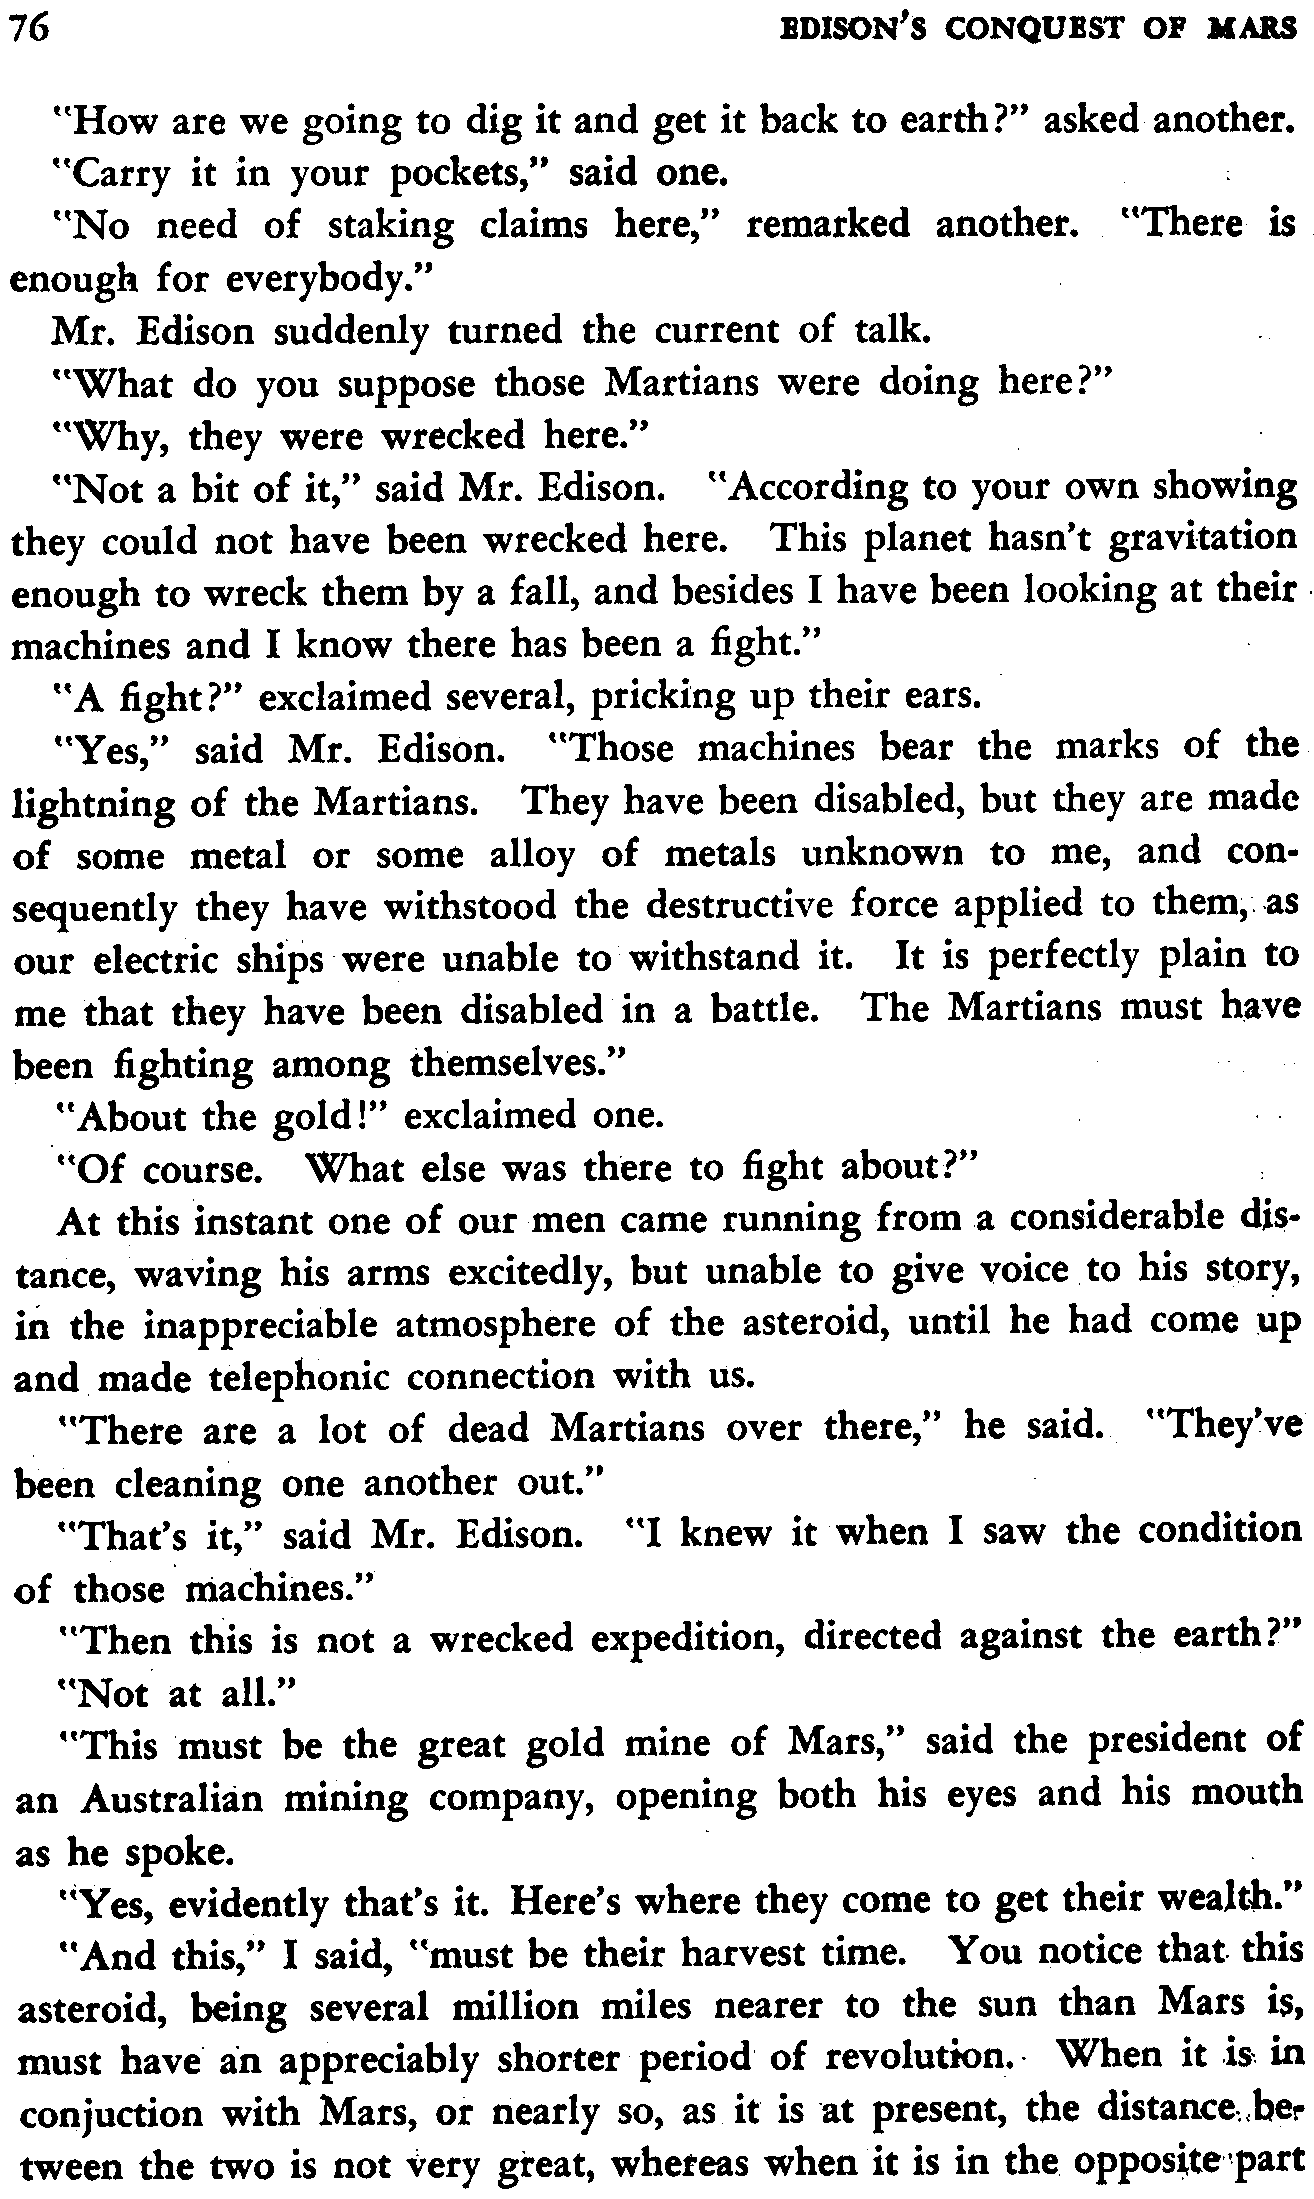 76 EDISON'S CONQUEST OF MARS
"How are we going to dig it and get it back to earth?" asked another.
"Carry it in your pockets," said one.
"No need of staking claims here," remarked another. "There is
enough for everybody."
Mr. Edison suddenly turned the current of talk.
"What do you suppose those Martians were doing here?"
"Why, they were wrecked here."
"Not a bit of it," said Mr. Edison. "According to your own showing
they could not have been wrecked here. This planet hasn't gravitation
enough to wreck them by a fall, and besides I have been looking at their
machines and I know there has been a fight."
"A fight?" exclaimed several, pricking up their ears.
"Yes," said Mr. Edison. "Those machines bear the marks of the
lightning of the Martians. They have been disabled, but they are made
of some metal or some alloy of metals unknown to me, and con-
sequently they have withstood the destructive force applied to them, as
our electric ships were unable to withstand it. It is perfectly plain to
me that they have been disabled in a battle. The Martians must have
been fighting among themselves."
"About the gold!" exclaimed one.
"Of course. What else was there to fight about?"
At this instant one of our men came running from a considerable dis-
tance, waving his arms excitedly, but unable to give voice to his story,
in the inappreciable atmosphere of the asteroid, until he had come up
and made telephonic connection with us.
"There are a lot of dead Martians over there," he said. "They've
been cleaning one another out."
"That's it," said Mr. Edison. "I knew it when I saw the condition
of those machines."
"Then this is not a wrecked expedition, directed against the earth?"
"Not at all."
"This must be the great gold mine of Mars," said the president of
an Australian mining company, opening both his eyes and his mouth
as he spoke.
"Yes, evidently that's it. Here's where they come to get their wealth."
"And this," I said, "must be their harvest time. You notice that this
asteroid, being several million miles nearer to the sun than Mars is,
must have an appreciably shorter period of revolution. When it is in
conjuction with Mars, or nearly so, as it is at present, the distance be-
tween the two is not very great, whereas when it is in the opposite part